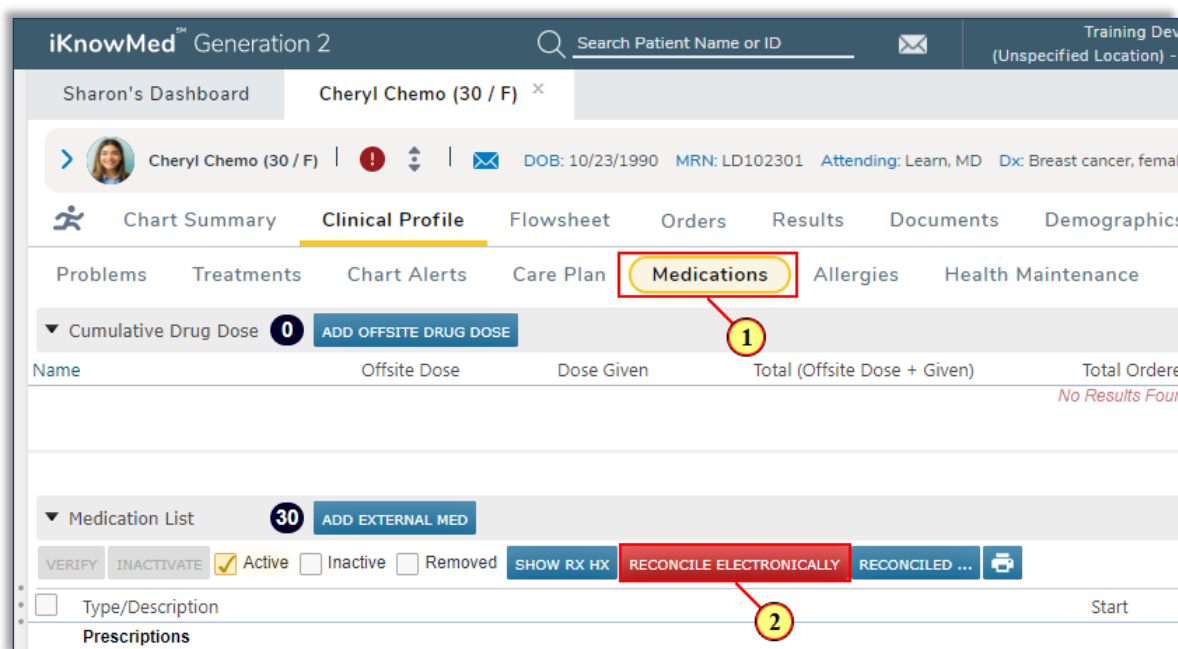 iKnowMed℠ Generation 2
Search Patient Name or ID
Training Dev
(Unspecified Location) -
Sharon's Dashboard
Cheryl Chemo (30 / F) ×
Cheryl Chemo (30 / F) | ! | DOB: 10/23/1990 MRN: LD102301 Attending: Learn, MD Dx: Breast cancer, femal
Chart Summary Clinical Profile Flowsheet Orders Results Documents Demographics
Problems Treatments Chart Alerts Care Plan Medications Allergies Health Maintenance
1
Cumulative Drug Dose 0 ADD OFFSITE DRUG DOSE
Name Offsite Dose Dose Given Total (Offsite Dose + Given) Total Ordere
No Results Four
Medication List 30 ADD EXTERNAL MED
VERIFY INACTIVATE Active Inactive Removed SHOW RX HX RECONCILE ELECTRONICALLY RECONCILED ...
Type/Description Start
2
Prescriptions